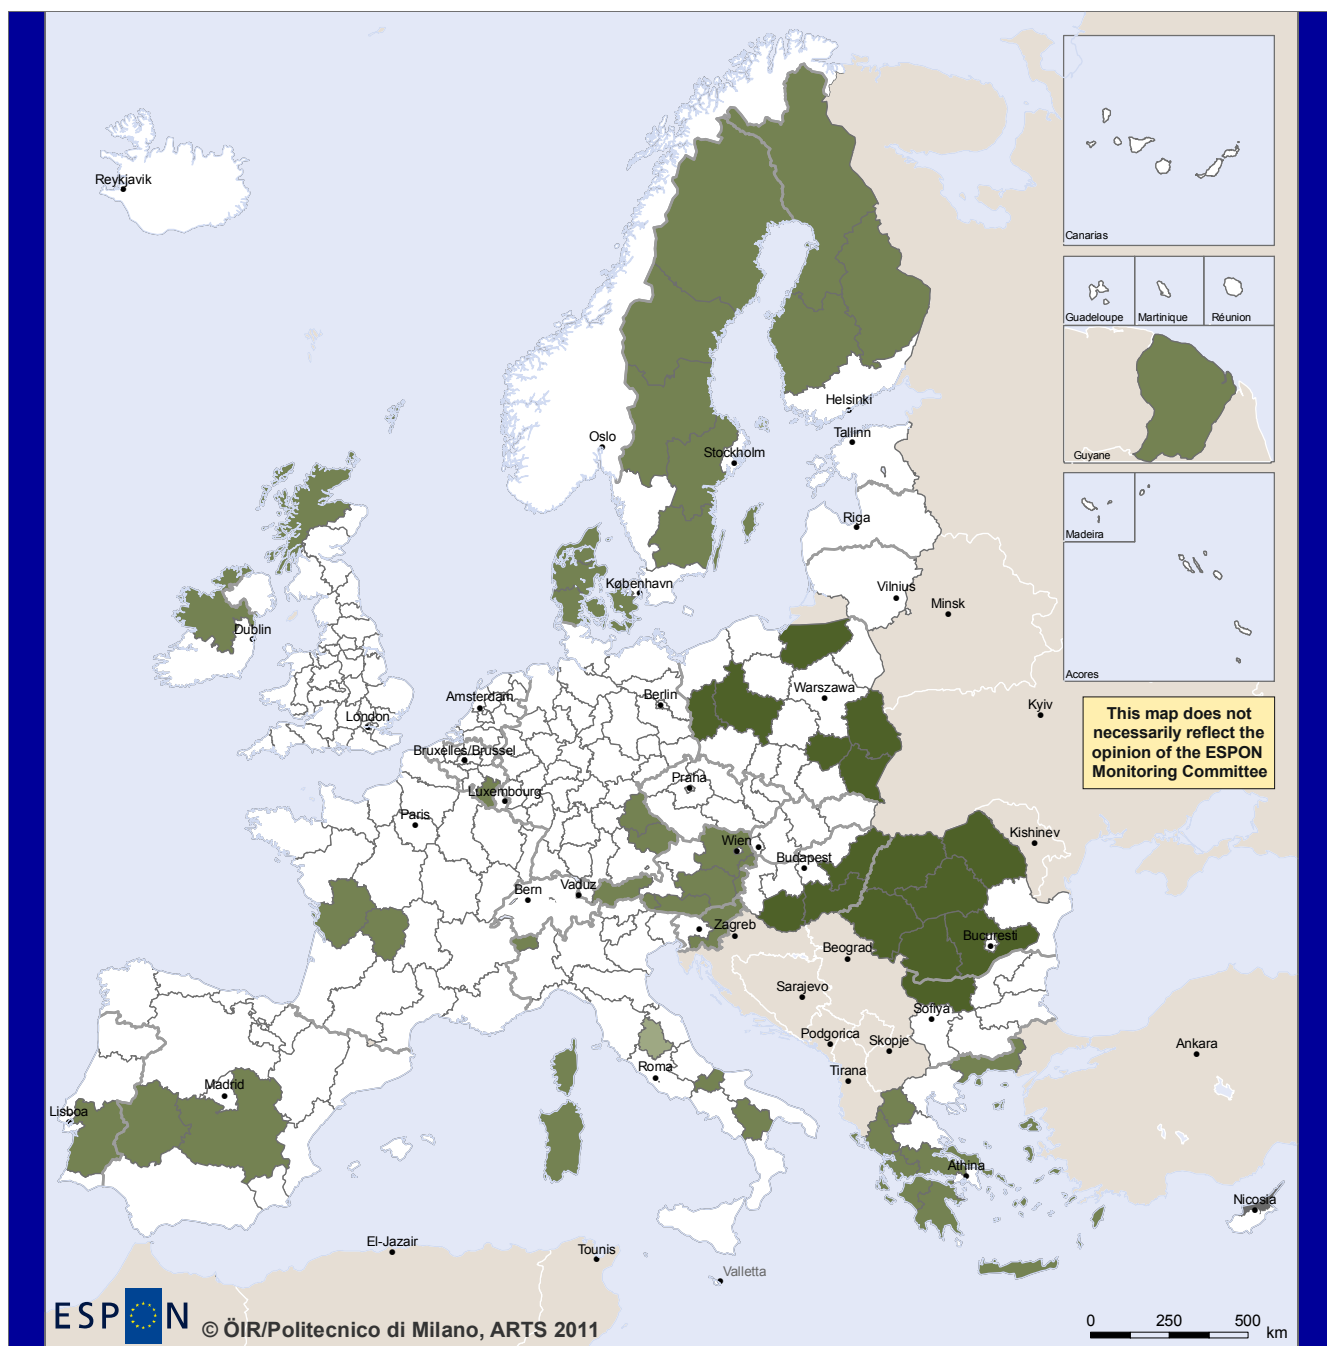 Reykjavik
Canarias
Guadeloupe
Martinique
Réunion
Guyane
Helsinki
Tallinn
Oslo
Stockholm
Riga
Madeira
København
Vilnius
Minsk
Dublin
Acores
Amsterdam
Berlin
Warszawa
Kyiv
London
Bruxelles/Brussel
This map does not
necessarily reflect the
opinion of the ESPON
Monitoring Committee
Praha
Luxembourg
Paris
Kishinev
Wien
Budapest
Bern
Vaduz
Zagreb
Bucuresti
Beograd
Sarajevo
Sofiya
Podgorica
Skopje
Ankara
Roma
Tirana
Madrid
Lisboa
Athina
Nicosia
El-Jazair
Tounis
Valletta
ESPON
© ÖIR/Politecnico di Milano, ARTS 2011
0 250 500
km